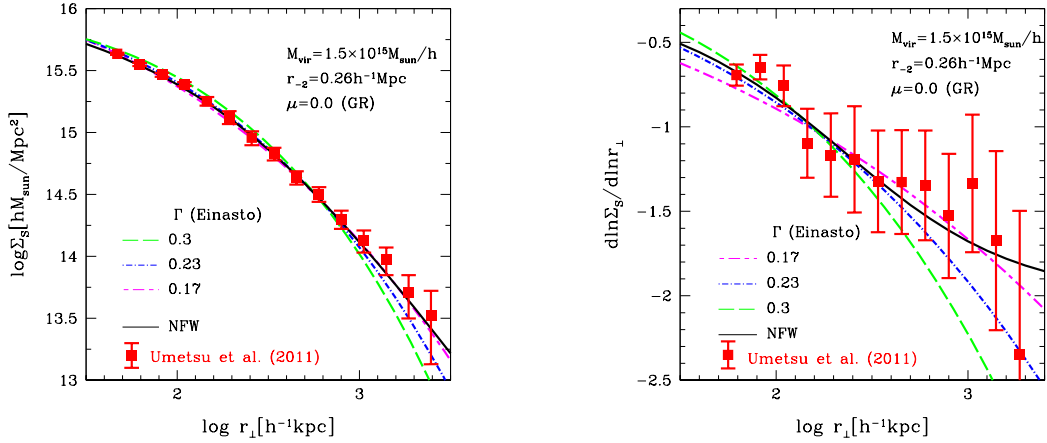 16
15.5
15
14.5
14
13.5
13
logΣS[hMsun/Mpc²]
Mvir=1.5×10¹⁵Msun/h
r−2=0.26h⁻¹Mpc
μ=0.0 (GR)
Γ (Einasto)
0.3
0.23
0.17
NFW
Umetsu et al. (2011)
2
3
log r⊥[h⁻¹kpc]
−0.5
−1
−1.5
−2
−2.5
dlnΣS/dlnr⊥
Mvir=1.5×10¹⁵Msun/h
r−2=0.26h⁻¹Mpc
μ=0.0 (GR)
Γ (Einasto)
0.17
0.23
0.3
NFW
Umetsu et al. (2011)
2
3
log r⊥[h⁻¹kpc]